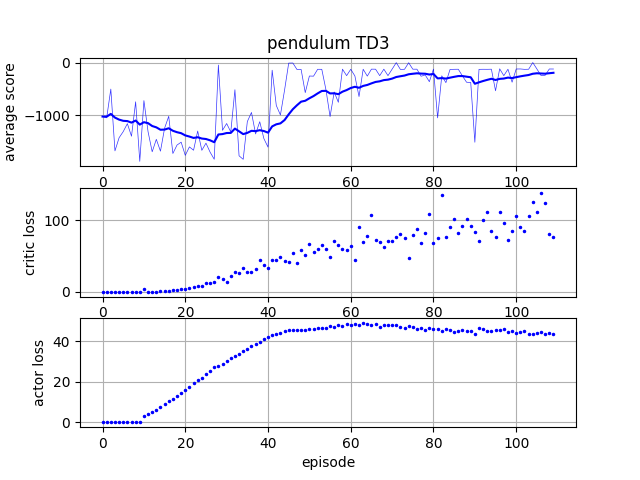 pendulum TD3
average score
0
−1000
0 20 40 60 80 100
critic loss
100
0
0 20 40 60 80 100
actor loss
40
20
0
0 20 40 60 80 100
episode